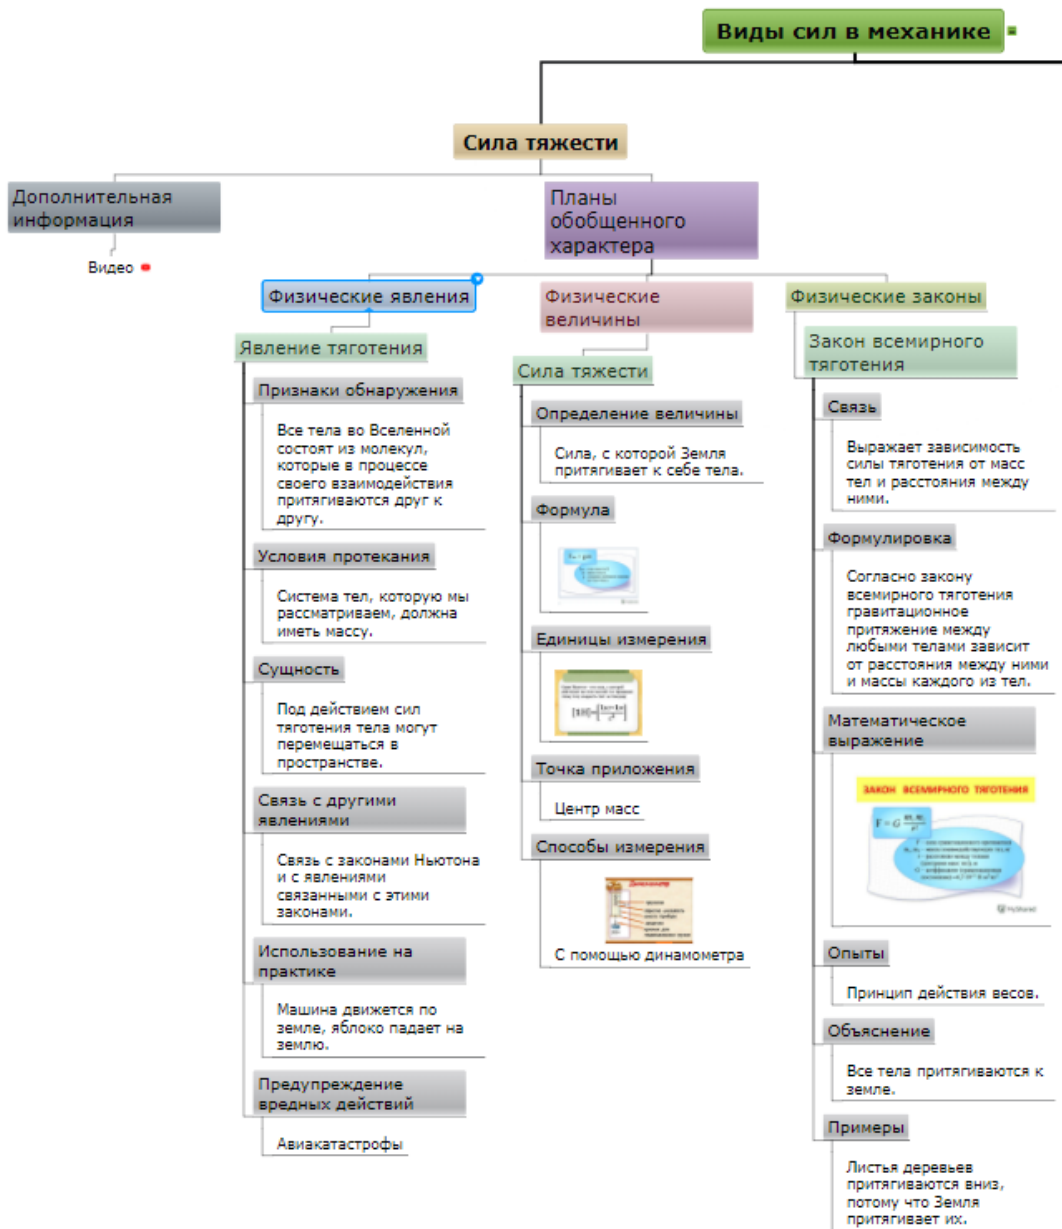 Виды сил в механике
Сила тяжести
Дополнительная
информация
Видео
Планы
обобщенного
характера
Физические явления
Явление тяготения
Признаки обнаружения
Все тела во Вселенной
состоят из молекул,
которые в процессе
своего взаимодействия
притягиваются друг к
другу.
Условия протекания
Система тел, которую мы
рассматриваем, должна
иметь массу.
Сущность
Под действием сил
тяготения тела могут
перемещаться в
пространстве.
Связь с другими
явлениями
Связь с законами Ньютона
и с явлениями
связанными с этими
законами.
Использование на
практике
Машина движется по
земле, яблоко падает на
землю.
Предупреждение
вредных действий
Авиакатастрофы
Физические
величины
Сила тяжести
Определение величины
Сила, с которой Земля
притягивает к себе тела.
Формула
Единицы измерения
Точка приложения
Центр масс
Способы измерения
Динамометр
С помощью динамометра
Физические законы
Закон всемирного
тяготения
Связь
Выражает зависимость
силы тяготения от масс
тел и расстояния между
ними.
Формулировка
Согласно закону
всемирного тяготения
гравитационное
притяжение между
любыми телами зависит
от расстояния между ними
и массы каждого из тел.
Математическое
выражение
ЗАКОН ВСЕМИРНОГО ТЯГОТЕНИЯ
MyShared
Опыты
Принцип действия весов.
Объяснение
Все тела притягиваются к
земле.
Примеры
Листья деревьев
притягиваются вниз,
потому что Земля
притягивает их.